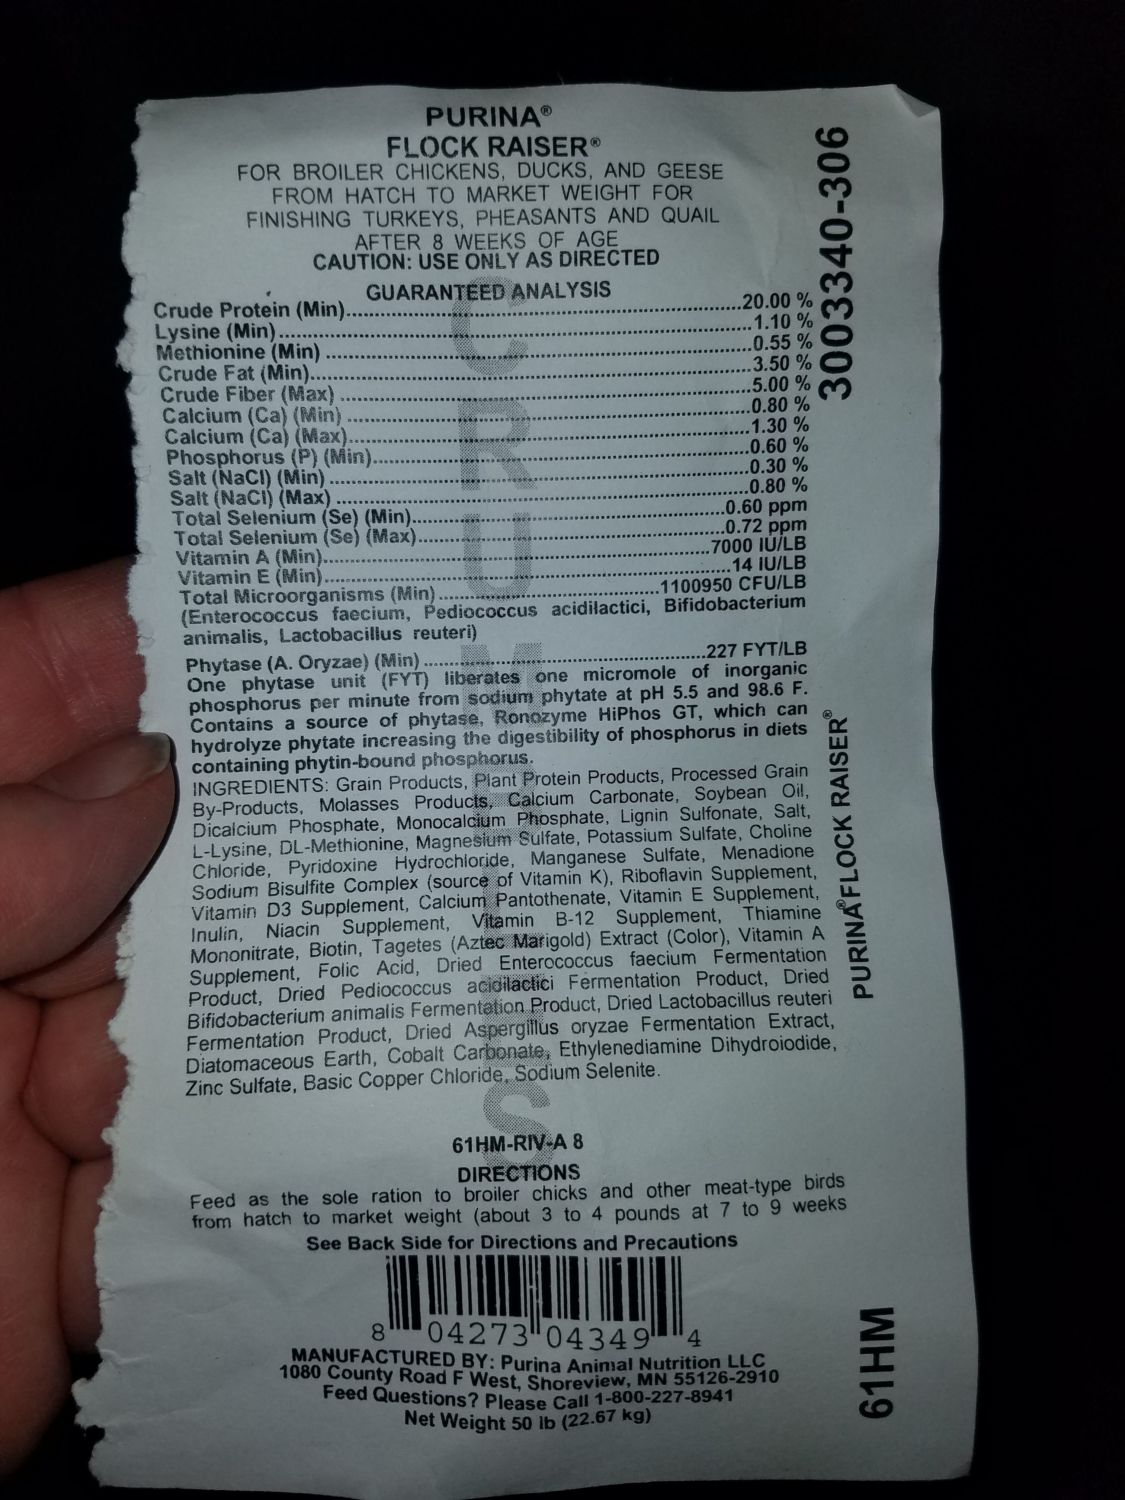 PURINA®
FLOCK RAISER®
FOR BROILER CHICKENS, DUCKS, AND GEESE
FROM HATCH TO MARKET WEIGHT FOR
FINISHING TURKEYS, PHEASANTS AND QUAIL
AFTER 8 WEEKS OF AGE
CAUTION: USE ONLY AS DIRECTED
GUARANTEED ANALYSIS
Crude Protein (Min)....20.00 %
Lysine (Min)....1.10 %
Methionine (Min)....0.55 %
Crude Fat (Min)....3.50 %
Crude Fiber (Max)....5.00 %
Calcium (Ca) (Min)....0.80 %
Calcium (Ca) (Max)....1.30 %
Phosphorus (P) (Min)....0.60 %
Salt (NaCl) (Min)....0.30 %
Salt (NaCl) (Max)....0.80 %
Total Selenium (Se) (Min)....0.60 ppm
Total Selenium (Se) (Max)....0.72 ppm
Vitamin A (Min)....7000 IU/LB
Vitamin E (Min)....14 IU/LB
Total Microorganisms (Min)....1100950 CFU/LB
(Enterococcus faecium, Pediococcus acidilactici, Bifidobacterium
animalis, Lactobacillus reuteri)
Phytase (A. Oryzae) (Min)....227 FYT/LB
One phytase unit (FYT) liberates one micromole of inorganic
phosphorus per minute from sodium phytate at pH 5.5 and 98.6 F.
Contains a source of phytase, Ronozyme HiPhos GT, which can
hydrolyze phytate increasing the digestibility of phosphorus in diets
containing phytin-bound phosphorus.
INGREDIENTS: Grain Products, Plant Protein Products, Processed Grain
By-Products, Molasses Products, Calcium Carbonate, Soybean Oil,
Dicalcium Phosphate, Monocalcium Phosphate, Lignin Sulfonate, Salt,
L-Lysine, DL-Methionine, Magnesium Sulfate, Potassium Sulfate, Choline
Chloride, Pyridoxine Hydrochloride, Manganese Sulfate, Menadione
Sodium Bisulfite Complex (source of Vitamin K), Riboflavin Supplement,
Vitamin D3 Supplement, Calcium Pantothenate, Vitamin E Supplement,
Inulin, Niacin Supplement, Vitamin B-12 Supplement, Thiamine
Mononitrate, Biotin, Tagetes (Aztec Marigold) Extract (Color), Vitamin A
Supplement, Folic Acid, Dried Enterococcus faecium Fermentation
Product, Dried Pediococcus acidilactici Fermentation Product, Dried
Bifidobacterium animalis Fermentation Product, Dried Lactobacillus reuteri
Fermentation Product, Dried Aspergillus oryzae Fermentation Extract,
Diatomaceous Earth, Cobalt Carbonate, Ethylenediamine Dihydroiodide,
Zinc Sulfate, Basic Copper Chloride, Sodium Selenite.
61HM-RIV-A 8
DIRECTIONS
Feed as the sole ration to broiler chicks and other meat-type birds
from hatch to market weight (about 3 to 4 pounds at 7 to 9 weeks
See Back Side for Directions and Precautions
8 04273 04349 4
MANUFACTURED BY: Purina Animal Nutrition LLC
1080 County Road F West, Shoreview, MN 55126-2910
Feed Questions? Please Call 1-800-227-8941
Net Weight 50 lb (22.67 kg)
CRUMBLES
3003340-306
PURINA® FLOCK RAISER®
61HM